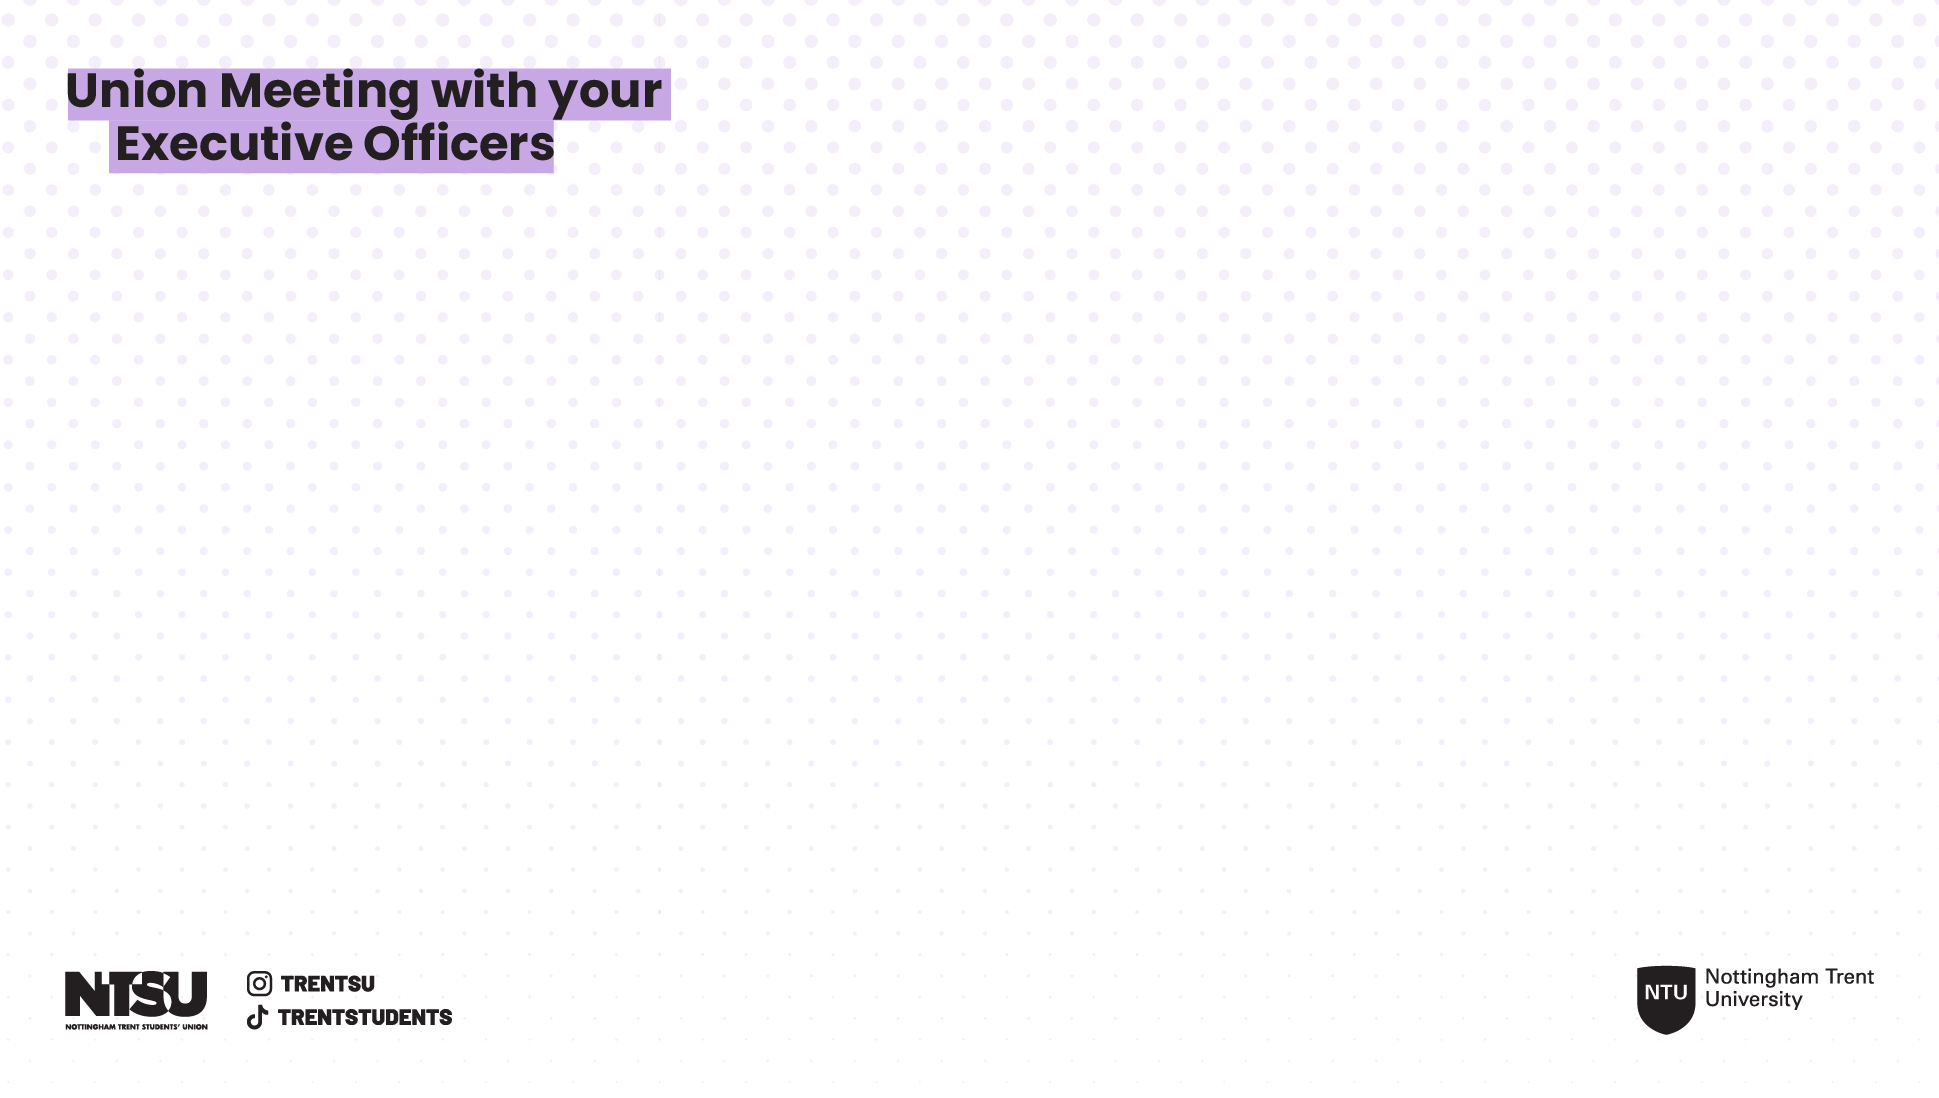 Union Meeting with your
Executive Officers
NTSU
NOTTINGHAM TRENT STUDENTS' UNION
TRENTSU
TRENTSTUDENTS
NTU
Nottingham Trent
University